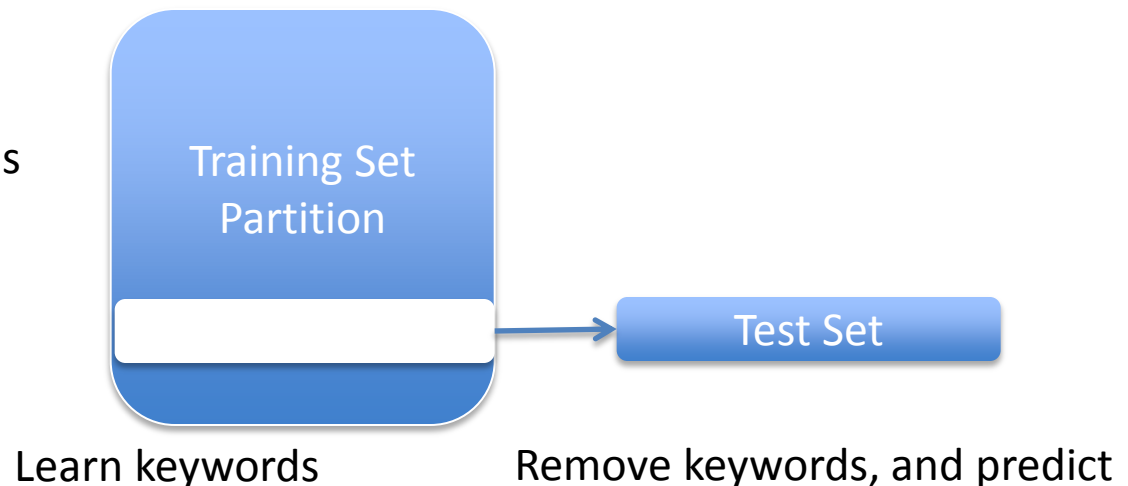 s
Training Set
Partition
Test Set
Learn keywords
Remove keywords, and predict